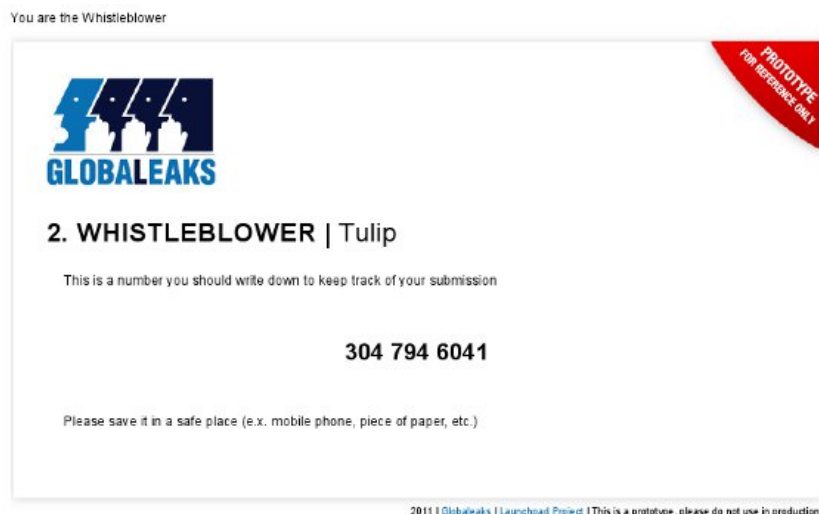 You are the Whistleblower
PROTOTYPE
FOR REFERENCE ONLY
GLOBALEAKS
2. WHISTLEBLOWER | Tulip
This is a number you should write down to keep track of your submission
304 794 6041
Please save it in a safe place (e.x. mobile phone, piece of paper, etc.)
2011 | Globaleaks | Launchpad Project | This is a prototype, please do not use in production